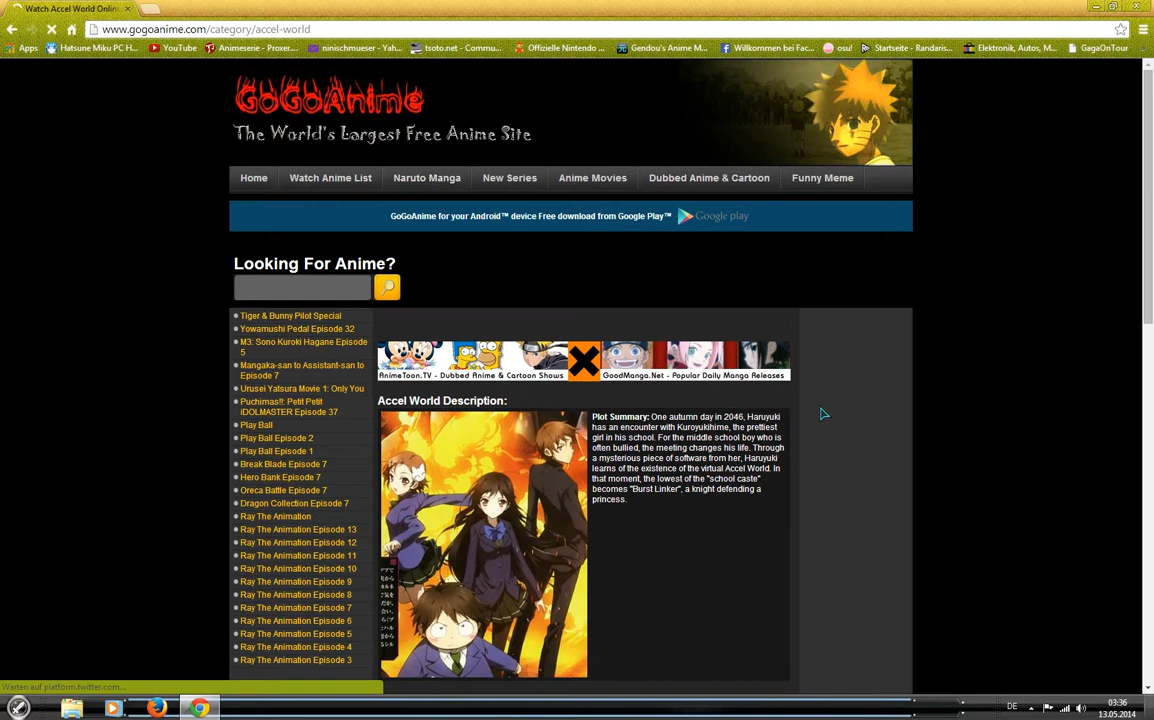 Watch Accel World Onlin
www.gogoanime.com/category/accel-world
Apps
Hatsune Miku PC H...
YouTube
Animeserie - Proxer...
ninischmueser - Yah...
tsoto.net - Commu...
Offizielle Nintendo ...
Gendou's Anime M...
Willkommen bei Fac...
osu!
Startseite - Randaris...
Elektronik, Autos, M...
GagaOnTour
GoGoAnime
The World's Largest Free Anime Site
Home
Watch Anime List
Naruto Manga
New Series
Anime Movies
Dubbed Anime & Cartoon
Funny Meme
GoGoAnime for your Android™ device Free download from Google Play™
Google play
Looking For Anime?
Tiger & Bunny Pilot Special
Yowamushi Pedal Episode 32
M3: Sono Kuroki Hagane Episode
5
Mangaka-san to Assistant-san to
Episode 7
Urusei Yatsura Movie 1: Only You
Puchimas!!: Petit Petit
iDOLMASTER Episode 37
Play Ball
Play Ball Episode 2
Play Ball Episode 1
Break Blade Episode 7
Hero Bank Episode 7
Oreca Battle Episode 7
Dragon Collection Episode 7
Ray The Animation
Ray The Animation Episode 13
Ray The Animation Episode 12
Ray The Animation Episode 11
Ray The Animation Episode 10
Ray The Animation Episode 9
Ray The Animation Episode 8
Ray The Animation Episode 7
Ray The Animation Episode 6
Ray The Animation Episode 5
Ray The Animation Episode 4
Ray The Animation Episode 3
AnimeToon.TV - Dubbed Anime & Cartoon Shows
GoodManga.Net - Popular Daily Manga Releases
Accel World Description:
Plot Summary: One autumn day in 2046, Haruyuki
has an encounter with Kuroyukihime, the prettiest
girl in his school. For the middle school boy who is
often bullied, the meeting changes his life. Through
a mysterious piece of software from her, Haruyuki
learns of the existence of the virtual Accel World. In
that moment, the lowest of the "school caste"
becomes "Burst Linker", a knight defending a
princess.
Warten auf platform.twitter.com...
DE
03:36
13.05.2014